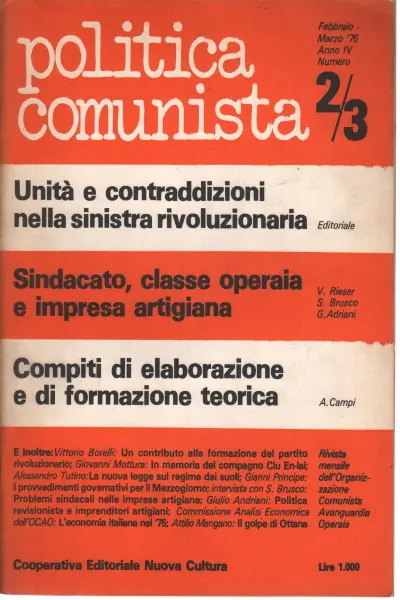 politica
comunista
Febbraio -
Marzo '76
Anno IV
Numero
2/3
Unità e contraddizioni
nella sinistra rivoluzionaria
Editoriale
Sindacato, classe operaia
e impresa artigiana
V. Rieser
S. Brusco
G. Adriani
Compiti di elaborazione
e di formazione teorica
A. Campi
E inoltre: Vittorio Borelli: Un contributo alla formazione del partito
rivoluzionario; Giovanni Mottura: In memoria del compagno Ciu En-lai;
Alessandro Tutino: La nuova legge sul regime dei suoli; Gianni Principe:
I provvedimenti governativi per il Mezzogiorno; intervista con S. Brusco:
Problemi sindacali nelle imprese artigiane; Giulio Andriani: Politica
revisionista e imprenditori artigiani; Commissione Analisi Economica
dell'OCAO: L'economia italiana nel '75; Attilio Mangano: Il golpe di Ottana
Rivista
mensile
dell'Organiz-
zazione
Comunista
Avanguardia
Operaia
Cooperativa Editoriale Nuova Cultura
Lire 1.000